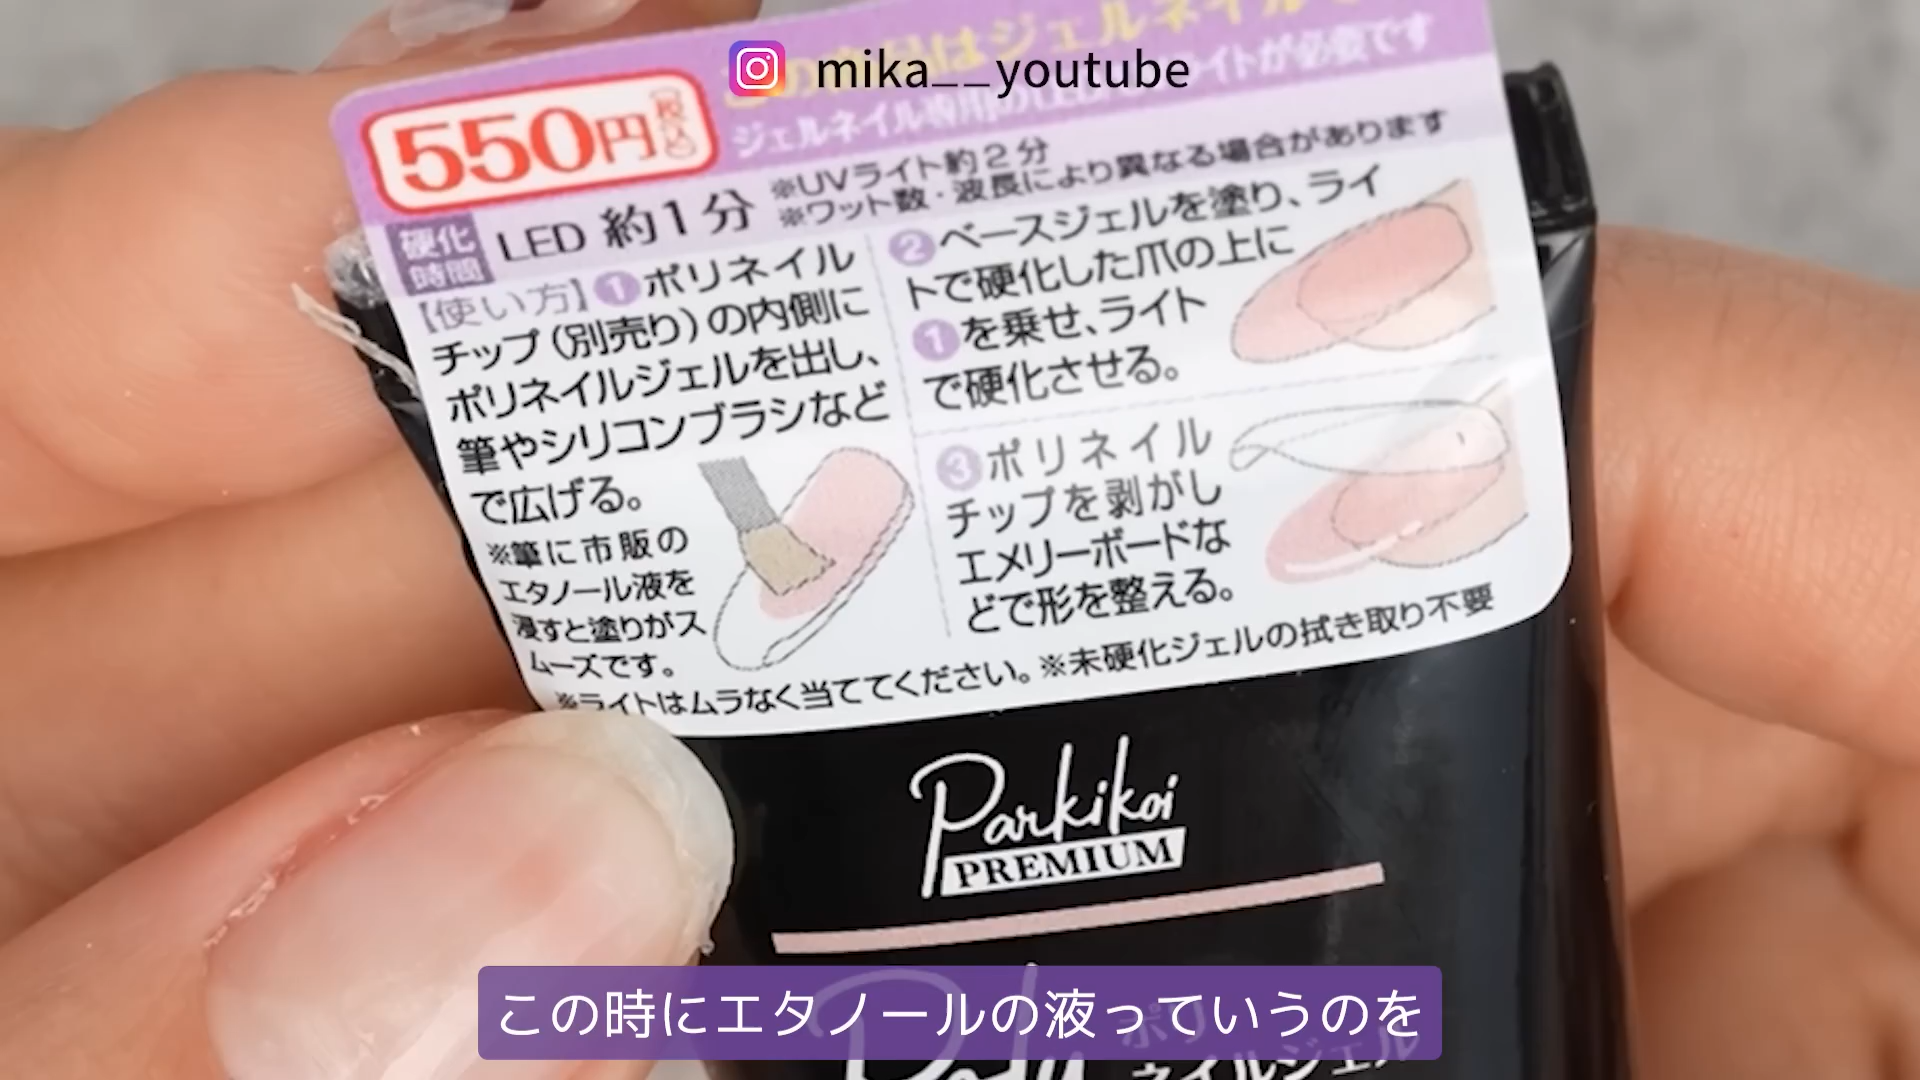 mika__youtube
ジェルネイル
ライトが必要です
550円(税込)
硬化時間
LED 約1分
※UVライト約2分
※ワット数・波長により異なる場合があります
【使い方】①ポリネイル
チップ(別売り)の内側に
ポリネイルジェルを出し、
筆やシリコンブラシなど
で広げる。
※筆に市販の
エタノール液を
浸すと塗りがス
ムーズです。
②ベースジェルを塗り、ライ
トで硬化した爪の上に
①を乗せ、ライト
で硬化させる。
③ポリネイル
チップを剥がし
エメリーボードな
どで形を整える。
※ライトはムラなく当ててください。※未硬化ジェルの拭き取り不要
Parkikoi
PREMIUM
この時にエタノールの液っていうのを
ネイルジェル